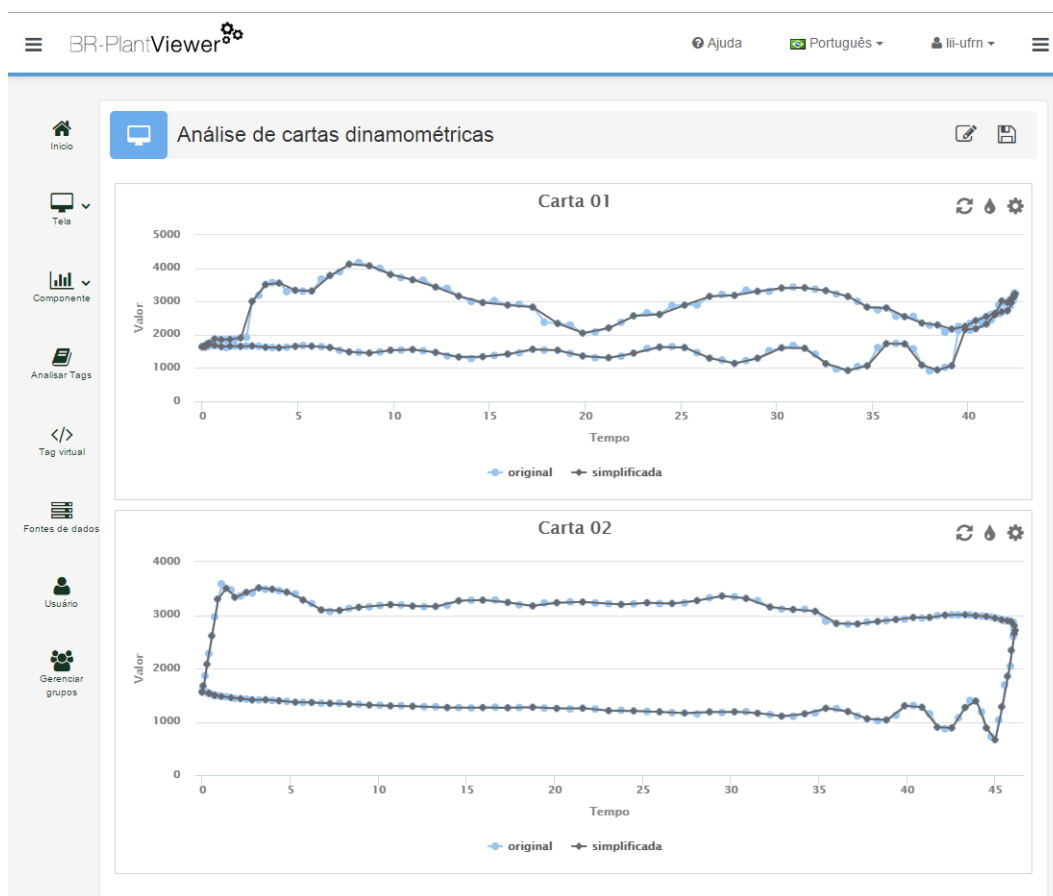 BR-PlantViewer
Ajuda
Português
lii-ufrn
Inicio
Tela
Componente
Analisar Tags
</>
Tag virtual
Fontes de dados
Usuário
Gerenciar
grupos
Análise de cartas dinamométricas
Carta 01
5000
4000
3000
2000
1000
0
Valor
0 5 10 15 20 25 30 35 40
Tempo
original simplificada
Carta 02
4000
3000
2000
1000
0
Valor
0 5 10 15 20 25 30 35 40 45
Tempo
original simplificada